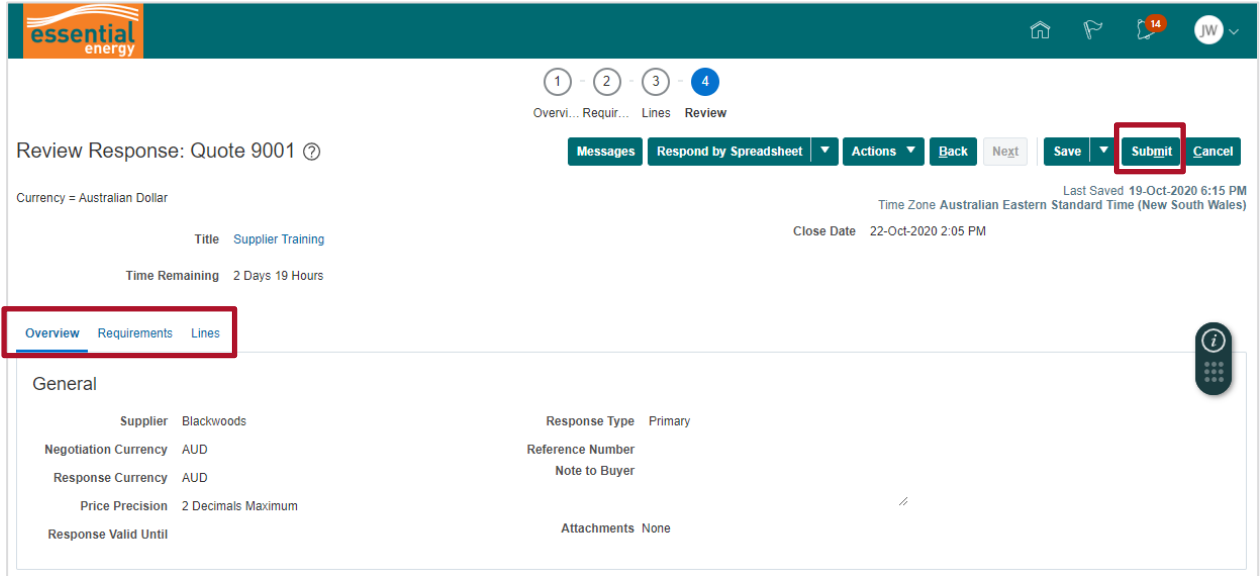 essential
energy
14
JW
1 2 3 4
Overvi... Requir... Lines Review
Review Response: Quote 9001 ?
Messages Respond by Spreadsheet Actions Back Next Save Submit Cancel
Currency = Australian Dollar
Last Saved 19-Oct-2020 6:15 PM
Time Zone Australian Eastern Standard Time (New South Wales)
Title Supplier Training
Close Date 22-Oct-2020 2:05 PM
Time Remaining 2 Days 19 Hours
Overview Requirements Lines
General
Supplier Blackwoods
Response Type Primary
Negotiation Currency AUD
Reference Number
Response Currency AUD
Note to Buyer
Price Precision 2 Decimals Maximum
Response Valid Until
Attachments None